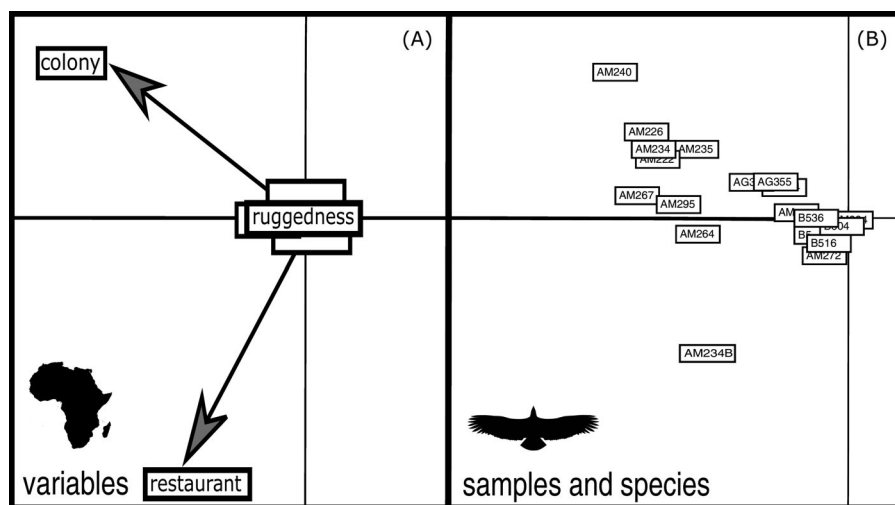 (A)
colony
ruggedness
variables
restaurant
(B)
AM240
AM226
AM234
AM235
AM222
AG355
AM267
AM295
B536
AM264
B516
AM272
AM234B
samples and species